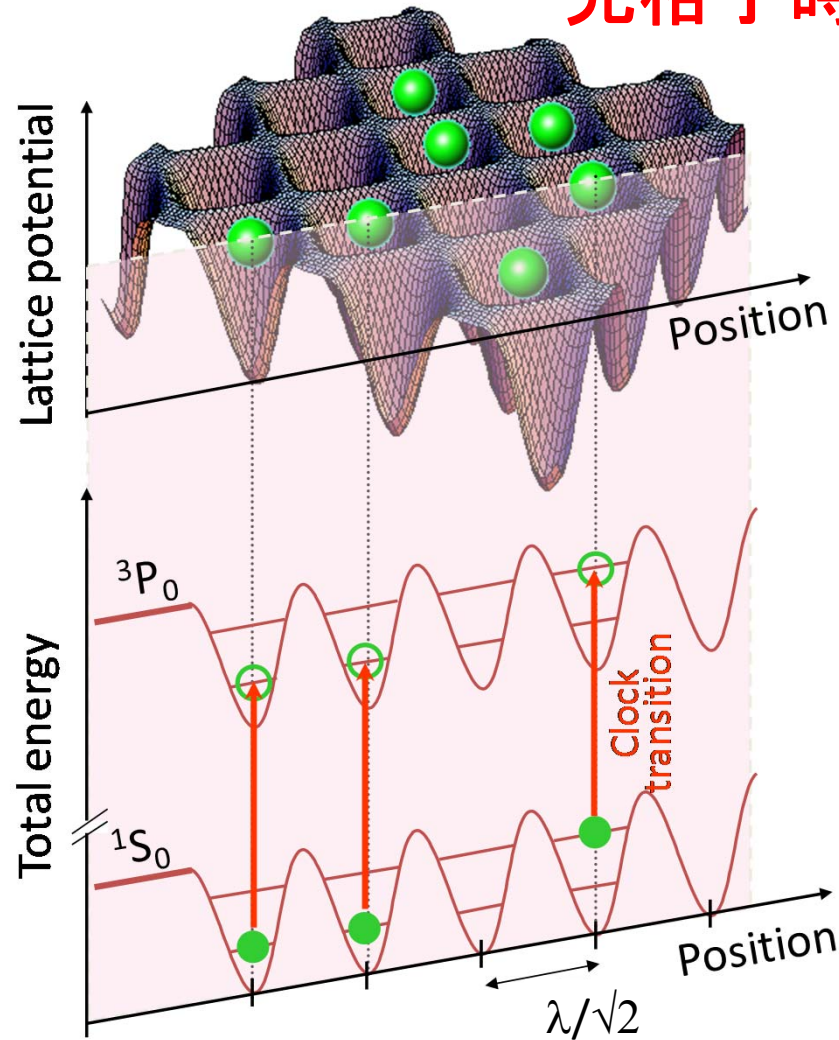 Lattice potential
Position
³P₀
Clock
transition
Total energy
¹S₀
Position
λ/√2